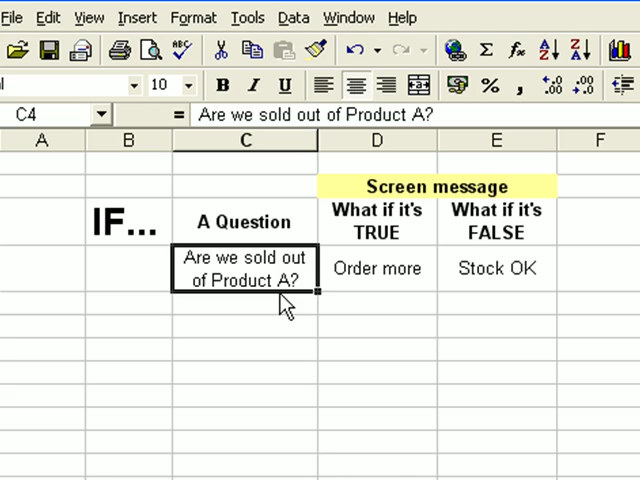 File Edit View Insert Format Tools Data Window Help
10 B I U % ,
C4 = Are we sold out of Product A?
A B C D E F
Screen message
IF... A Question What if it's TRUE What if it's FALSE
Are we sold out of Product A? Order more Stock OK